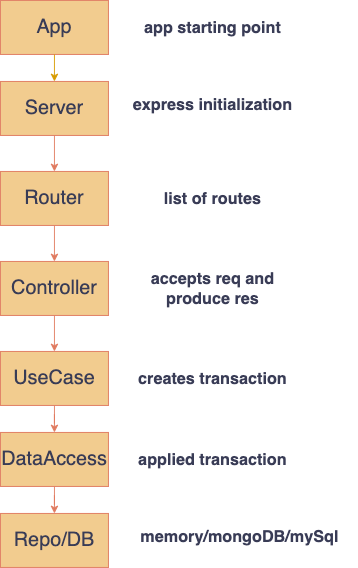 App
app starting point
Server
express initialization
Router
list of routes
Controller
accepts req and
produce res
UseCase
creates transaction
DataAccess
applied transaction
Repo/DB
memory/mongoDB/mySql